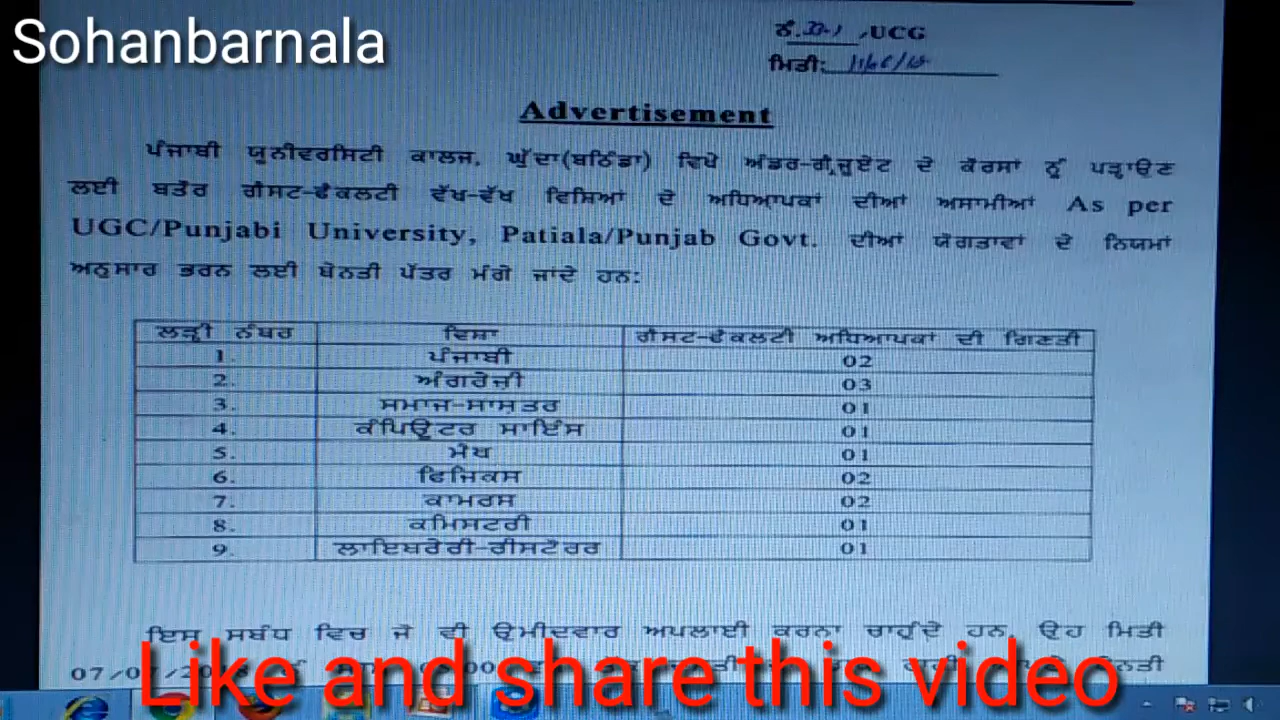 Sohanbarnala
ਨੰ. ,UCG
ਮਿਤੀ:
Advertisement
ਪੰਜਾਬੀ ਯੂਨੀਵਰਸਿਟੀ ਕਾਲਜ, ਘੁੱਦਾ(ਬਠਿੰਡਾ) ਵਿਖੇ ਅੰਡਰ-ਗ੍ਰੈਜੂਏਟ ਦੇ ਕੋਰਸਾਂ ਨੂੰ ਪੜ੍ਹਾਉਣ
ਲਈ ਬਤੌਰ ਗੈਸਟ-ਫੈਕਲਟੀ ਵੱਖ-ਵੱਖ ਵਿਸ਼ਿਆਂ ਦੇ ਅਧਿਆਪਕਾਂ ਦੀਆਂ ਅਸਾਮੀਆਂ As per
UGC/Punjabi University, Patiala/Punjab Govt. ਦੀਆਂ ਯੋਗਤਾਵਾਂ ਦੇ ਨਿਯਮਾਂ
ਅਨੁਸਾਰ ਭਰਨ ਲਈ ਬੇਨਤੀ ਪੱਤਰ ਮੰਗੇ ਜਾਂਦੇ ਹਨ:
ਲੜੀ ਨੰਬਰ ਵਿਸ਼ਾ ਗੈਸਟ-ਫੈਕਲਟੀ ਅਧਿਆਪਕਾਂ ਦੀ ਗਿਣਤੀ
1. ਪੰਜਾਬੀ 02
2. ਅੰਗਰੇਜ਼ੀ 03
3. ਸਮਾਜ-ਸ਼ਾਸ਼ਤਰ 01
4. ਕੰਪਿਊਟਰ ਸਾਇੰਸ 01
5. ਮੈਥ 01
6. ਫਿਜਿਕਸ 02
7. ਕਾਮਰਸ 02
8. ਕਮਿਸਟਰੀ 01
9. ਲਾਇਬਰੇਰੀ-ਰੀਸਟੋਰਰ 01
ਇਸ ਸਬੰਧ ਵਿਚ ਜੋ ਵੀ ਉਮੀਦਵਾਰ ਅਪਲਾਈ ਕਰਨਾ ਚਾਹੁੰਦੇ ਹਨ, ਉਹ ਮਿਤੀ
Like and share this video